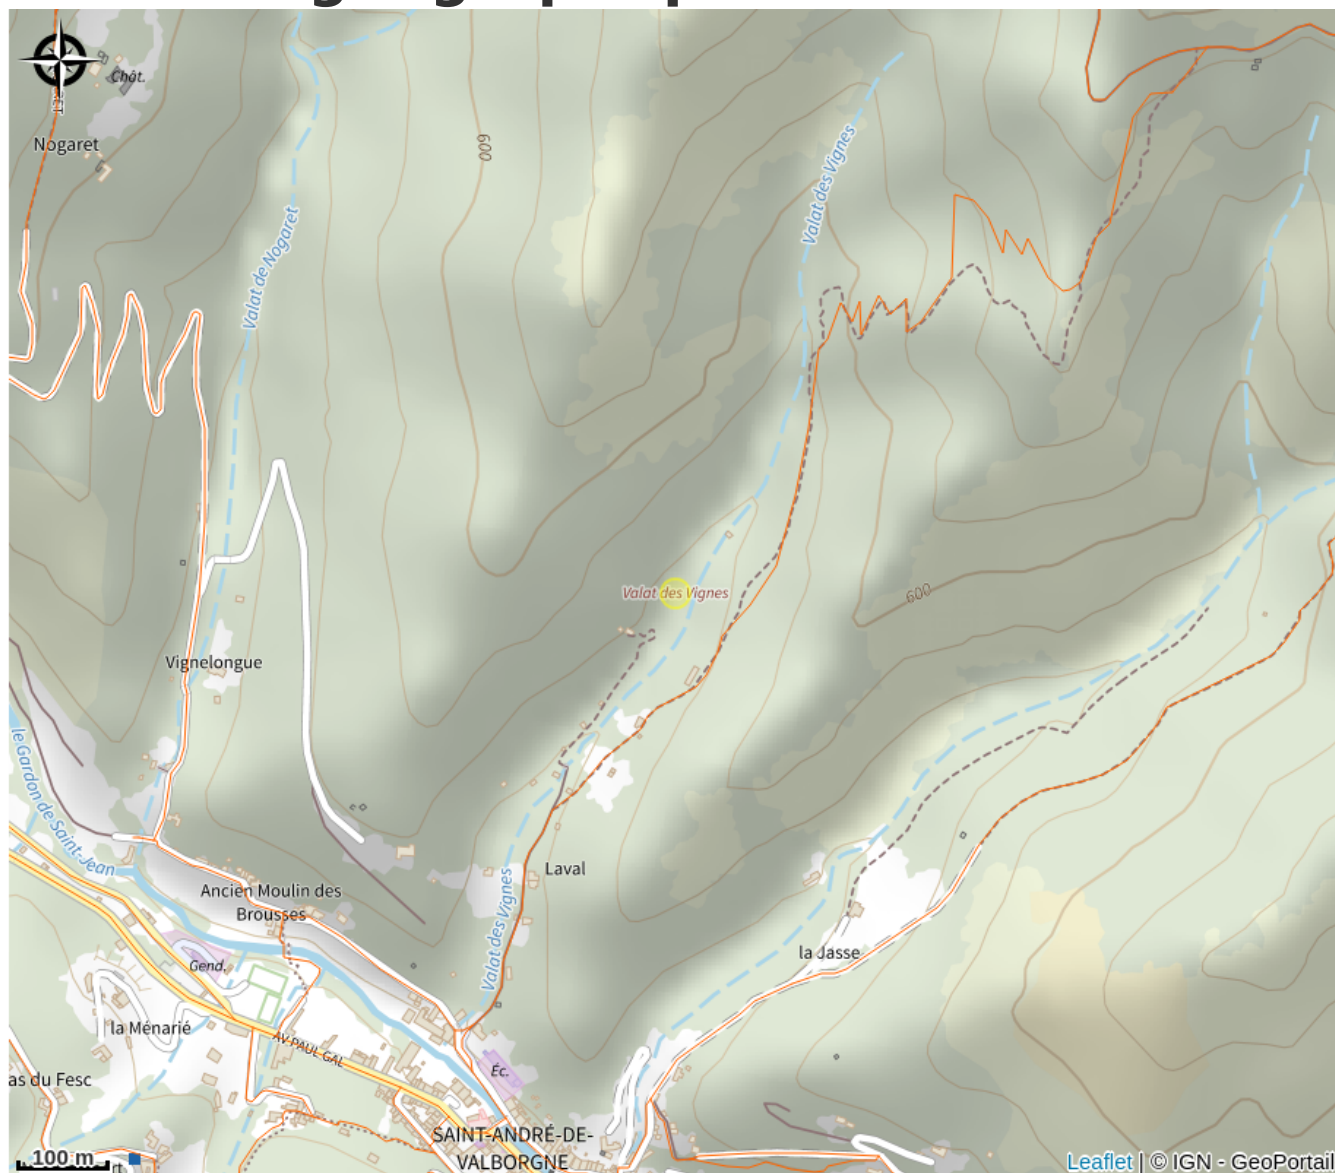 Chât.
Nogaret
600
Valat des Vignes
Valat de Nogaret
Valat des Vignes
600
Vignelongue
le Gardon de Saint-Jean
Laval
Ancien Moulin des
Brousses
Valat des Vignes
la Jasse
Gend.
la Ménarié
AV. PAUL GAL
as du Fesc
Éc.
SAINT-ANDRÉ-DE-
VALBORGNE
100 m
rt
Leaflet | © IGN - GeoPortail